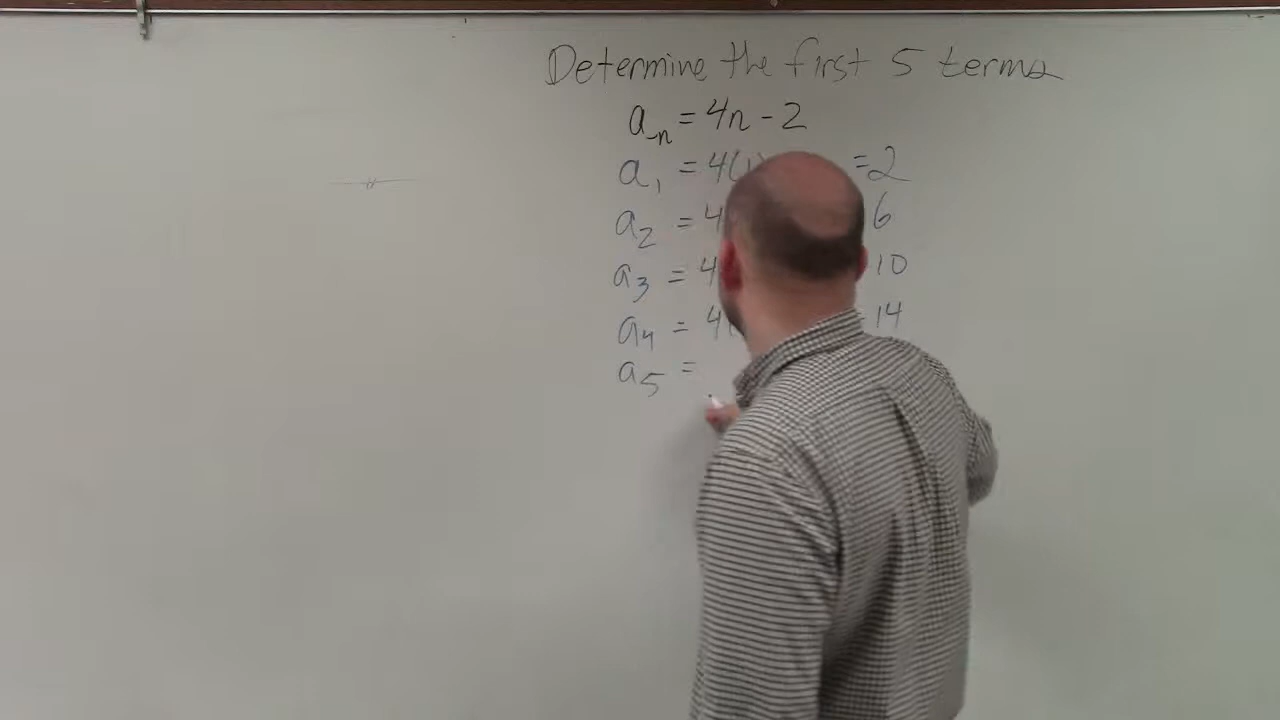 Determine the first 5 terms
aₙ = 4n - 2
a₁ = 4(1) = 2
a₂ = 4 6
a₃ = 4 10
a₄ = 4( 14
a₅ =